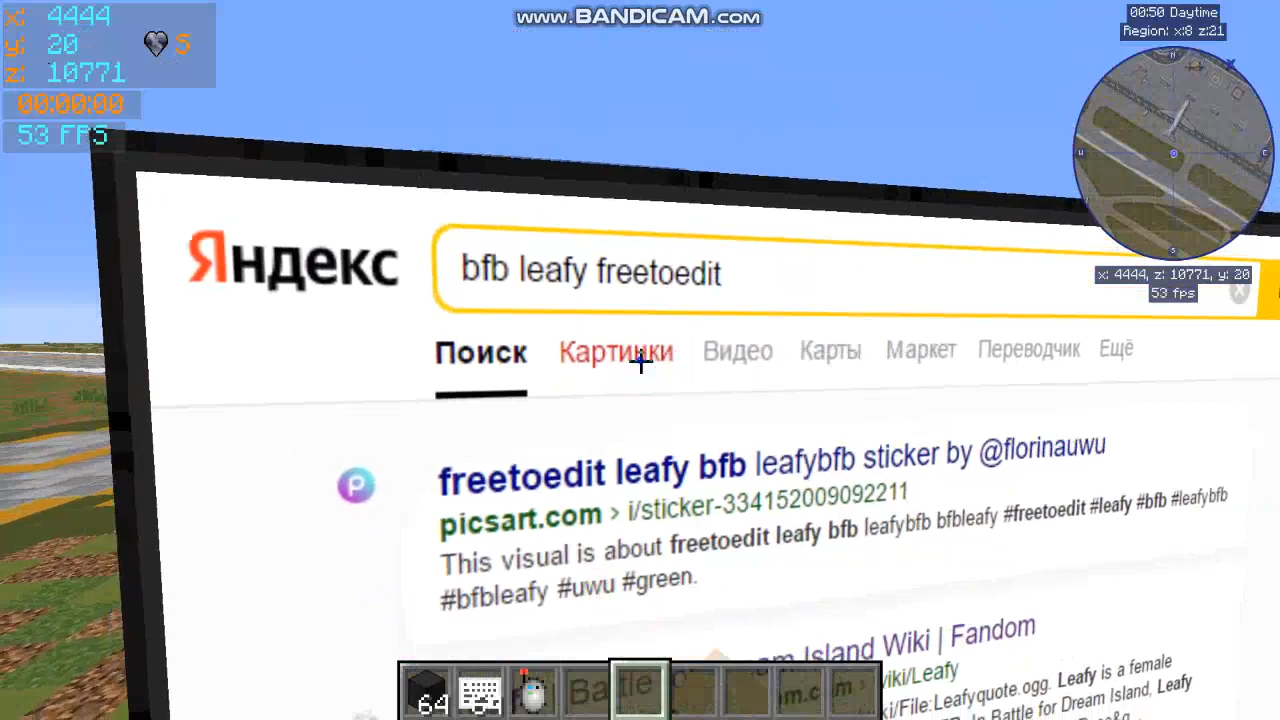 www.BANDICAM.com
x: 4444
y: 20
5
z: 10771
00:00:00
53 FPS
00:50 Daytime
Region: x:8 z:21
N
W
E
S
x: 4444, z: 10771, y: 20
53 fps
Яндекс
bfb leafy freetoedit
Поиск Картинки Видео Карты Маркет Переводчик Ещё
freetoedit leafy bfb leafybfb sticker by @florinauwu
picsart.com › i/sticker-334152009092211
This visual is about freetoedit leafy bfb leafybfb bfbleafy #freetoedit #leafy #bfb #leafybfb
#bfbleafy #uwu #green.
Island Wiki | Fandom
wiki/Leafy
File:Leafyquote.ogg. Leafy is a female
In Battle for Dream Island, Leafy
Battle
64
64